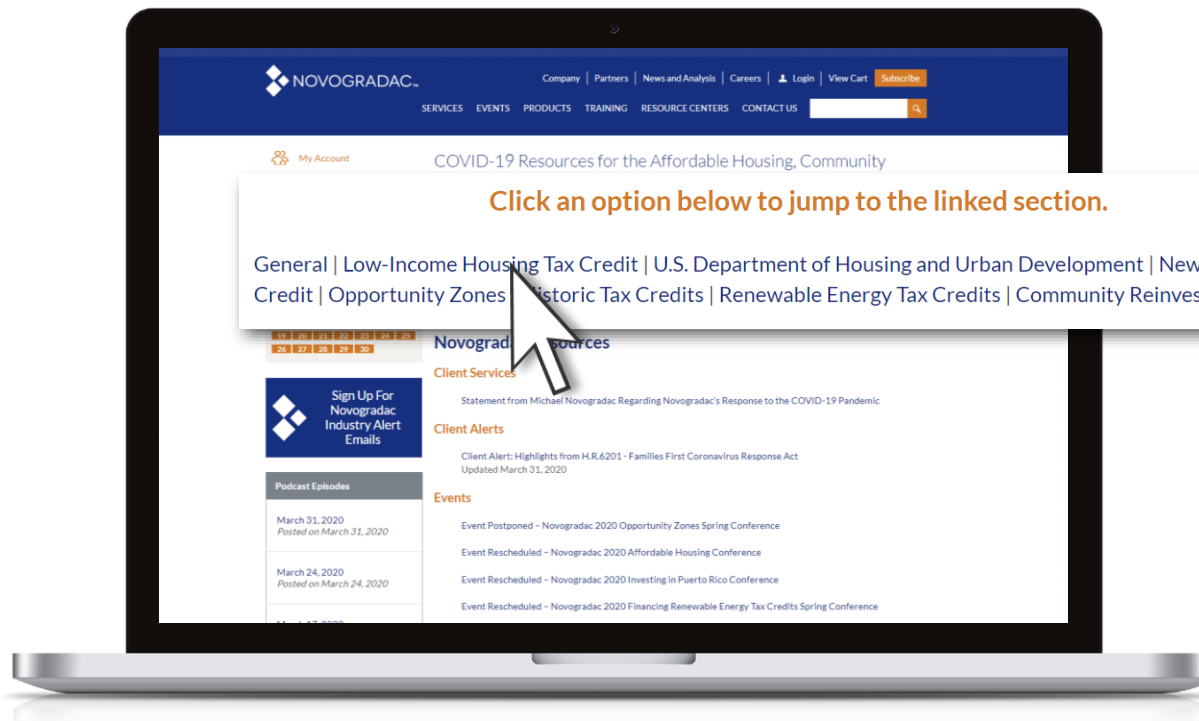 NOVOGRADAC
Company | Partners | News and Analysis | Careers | Login | View Cart Subscribe
SERVICES EVENTS PRODUCTS TRAINING RESOURCE CENTERS CONTACT US
My Account
COVID-19 Resources for the Affordable Housing, Community
Click an option below to jump to the linked section.
General | Low-Income Housing Tax Credit | U.S. Department of Housing and Urban Development | New
Credit | Opportunity Zones | Historic Tax Credits | Renewable Energy Tax Credits | Community Reinves
19 20 21 22 23 24 25
26 27 28 29 30
Novogradac Resources
Client Services
Statement from Michael Novogradac Regarding Novogradac's Response to the COVID-19 Pandemic
Client Alerts
Client Alert: Highlights from H.R.6201 - Families First Coronavirus Response Act
Updated March 31, 2020
Events
Event Postponed – Novogradac 2020 Opportunity Zones Spring Conference
Event Rescheduled – Novogradac 2020 Affordable Housing Conference
Event Rescheduled – Novogradac 2020 Investing in Puerto Rico Conference
Event Rescheduled – Novogradac 2020 Financing Renewable Energy Tax Credits Spring Conference
Sign Up For
Novogradac
Industry Alert
Emails
Podcast Episodes
March 31, 2020
Posted on March 31, 2020
March 24, 2020
Posted on March 24, 2020